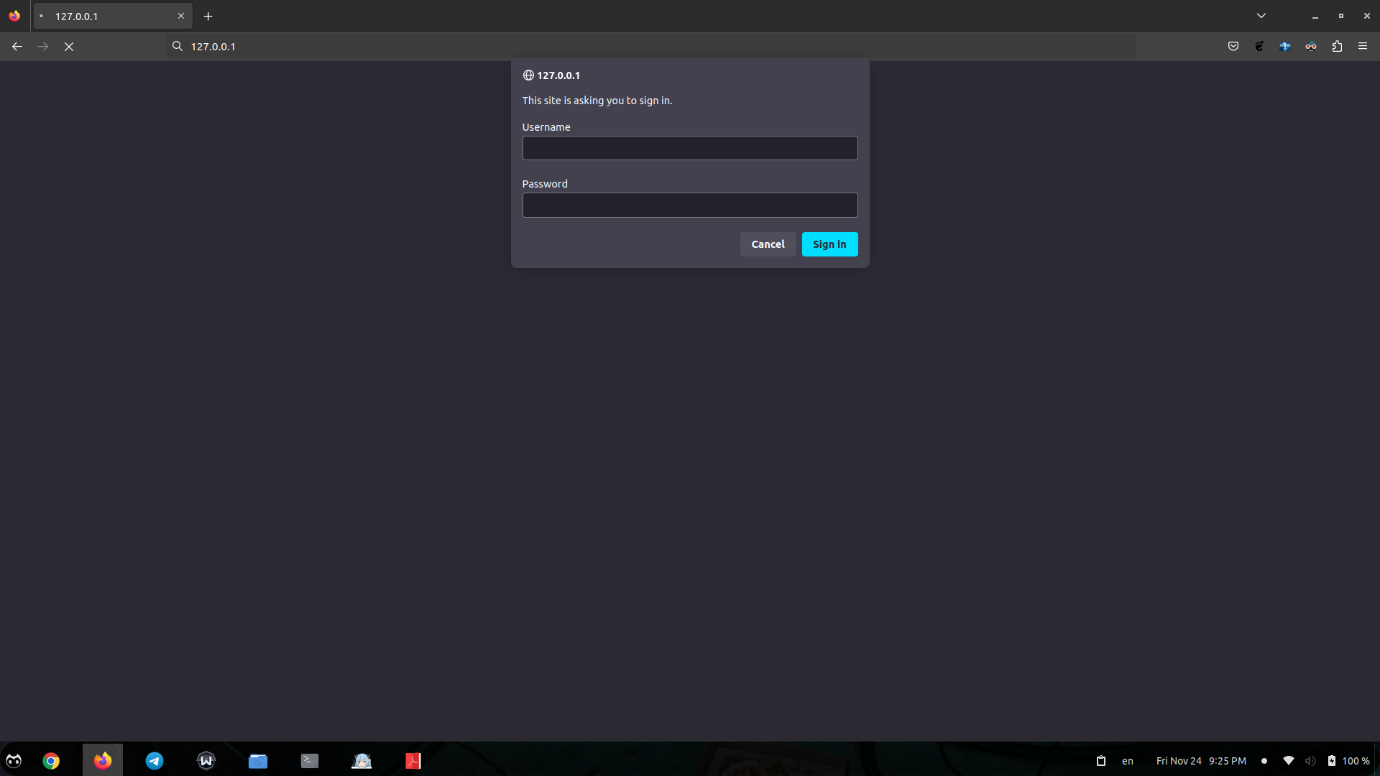 127.0.0.1
127.0.0.1
127.0.0.1
This site is asking you to sign in.
Username
Password
Cancel Sign in
en Fri Nov 24 9:25 PM 100 %